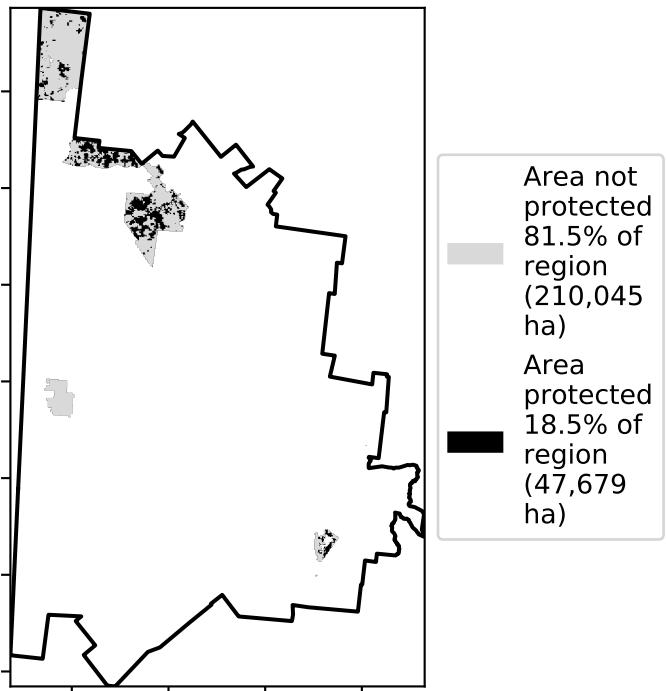 Area not
protected
81.5% of
region
(210,045
ha)
Area
protected
18.5% of
region
(47,679
ha)